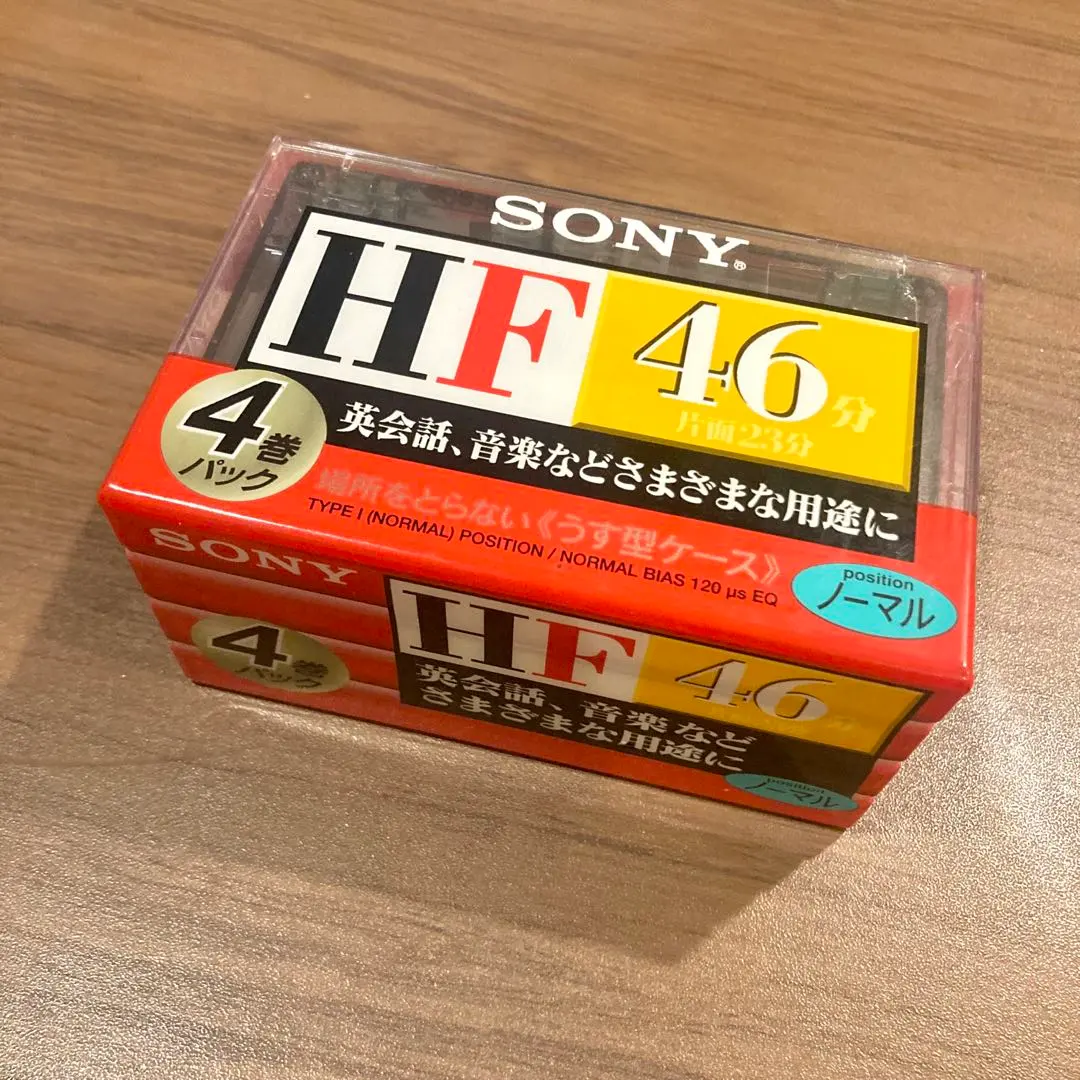 SONY®
HF 46分
片面23分
4巻
パック
英会話、音楽などさまざまな用途に
場所をとらない《うす型ケース》
TYPE I (NORMAL) POSITION / NORMAL BIAS 120 µs EQ
position
ノーマル
SONY
HF 46分
4巻
パック
英会話、音楽など
さまざまな用途に
position
ノーマル